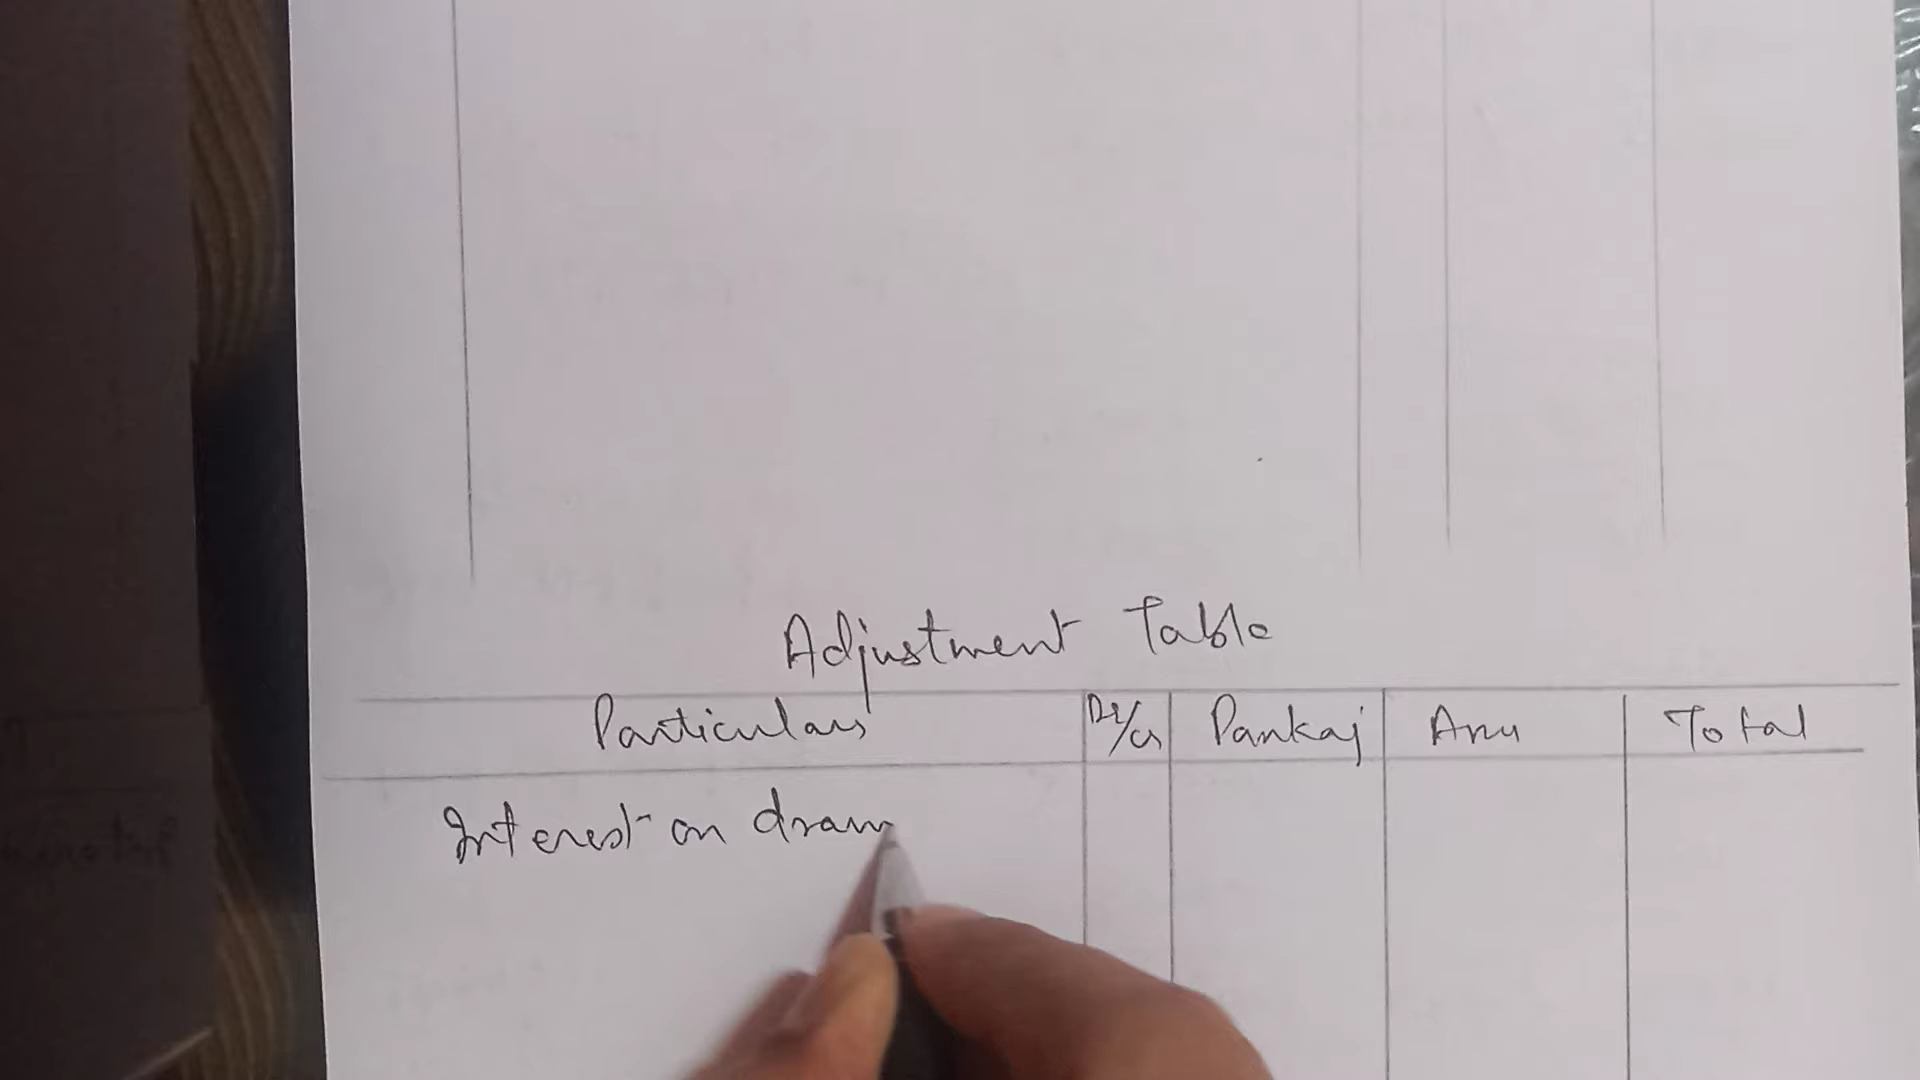 Adjustment Table
Particulars Dr/Cr Pankaj Anu Total
Interest on draw